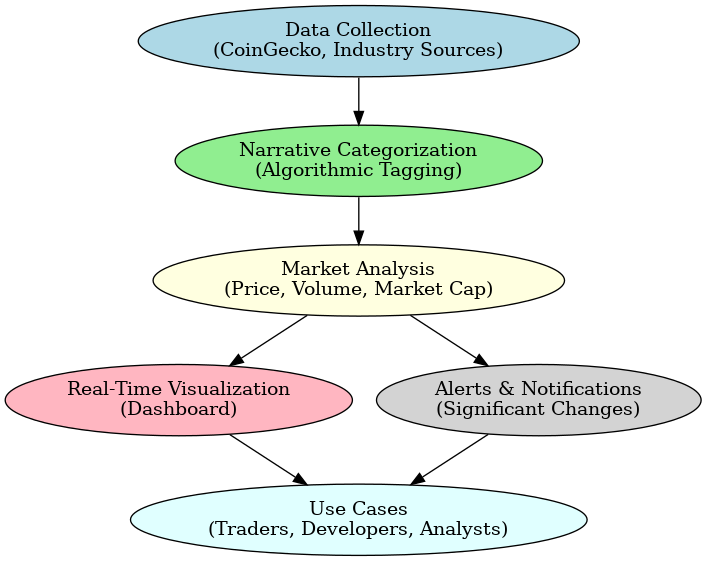 Data Collection
(CoinGecko, Industry Sources)
Narrative Categorization
(Algorithmic Tagging)
Market Analysis
(Price, Volume, Market Cap)
Real-Time Visualization
(Dashboard)
Alerts & Notifications
(Significant Changes)
Use Cases
(Traders, Developers, Analysts)